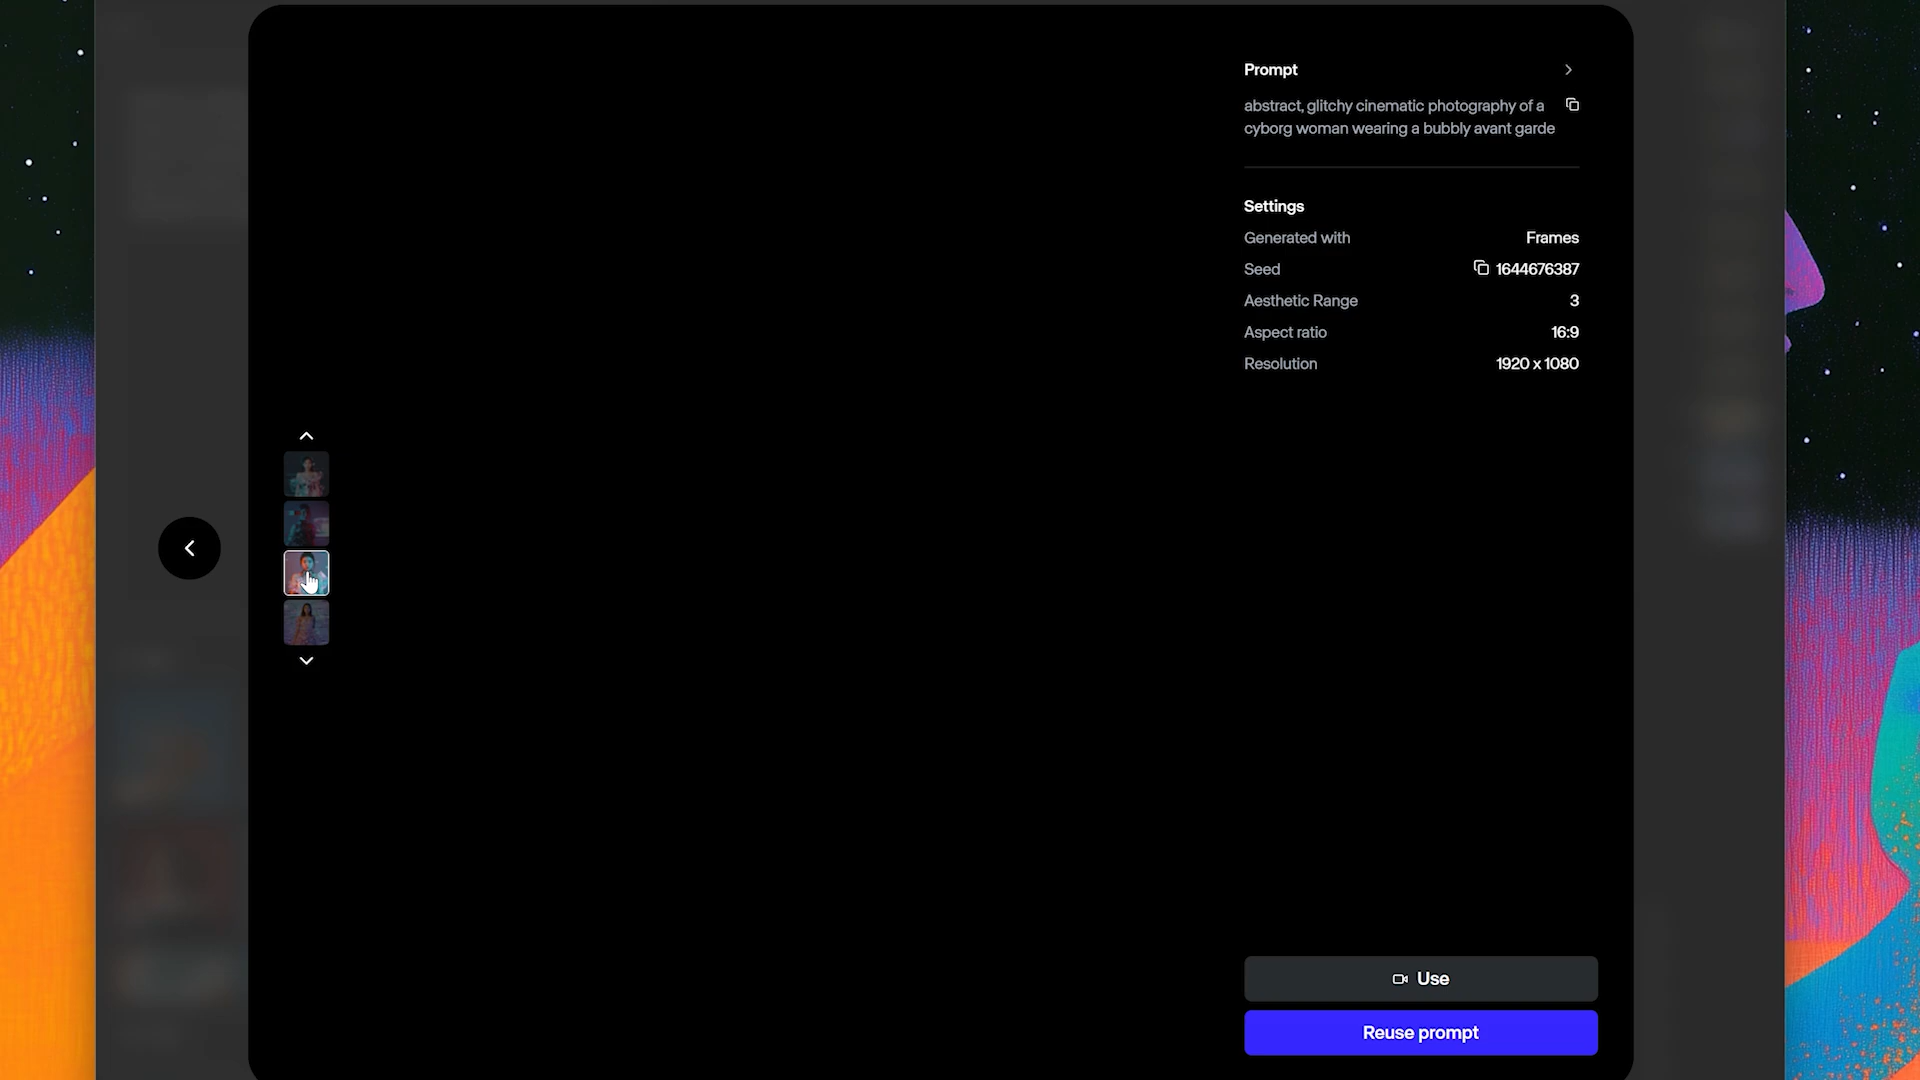 Prompt
abstract, glitchy cinematic photography of a
cyborg woman wearing a bubbly avant garde
Settings
Generated with Frames
Seed 1644676387
Aesthetic Range 3
Aspect ratio 16:9
Resolution 1920 x 1080
Use
Reuse prompt